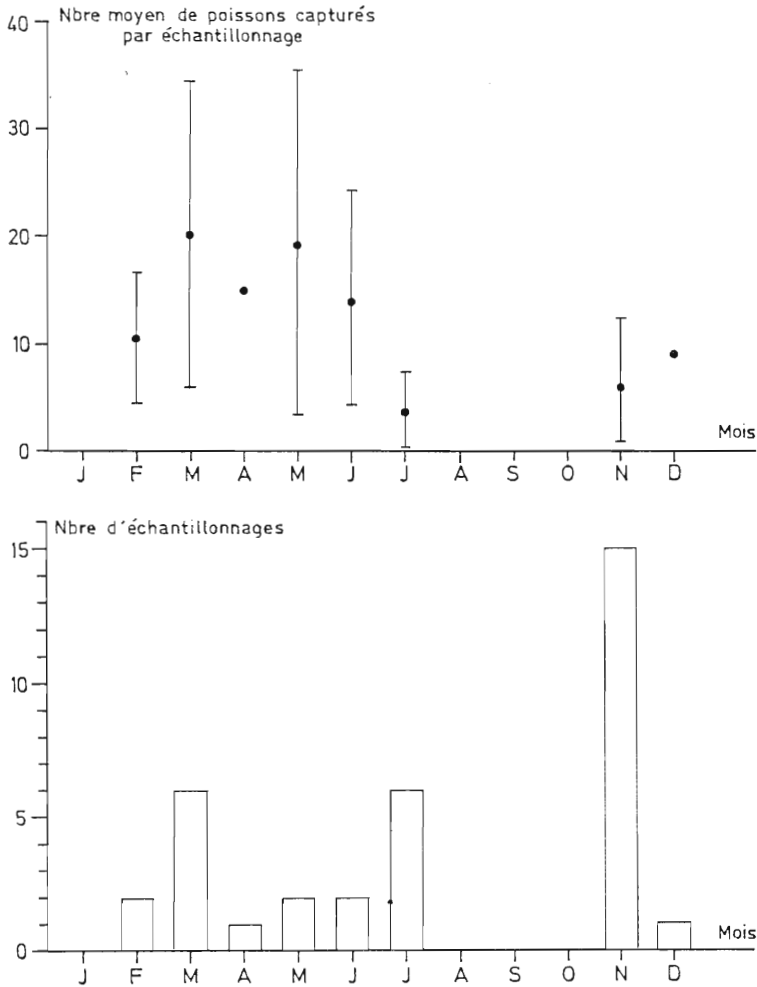 Nbre moyen de poissons capturés
par échantillonnage
40
30
20
10
0
Mois
J F M A M J J A S O N D
Nbre d'échantillonnages
15
10
5
0
Mois
J F M A M J J A S O N D